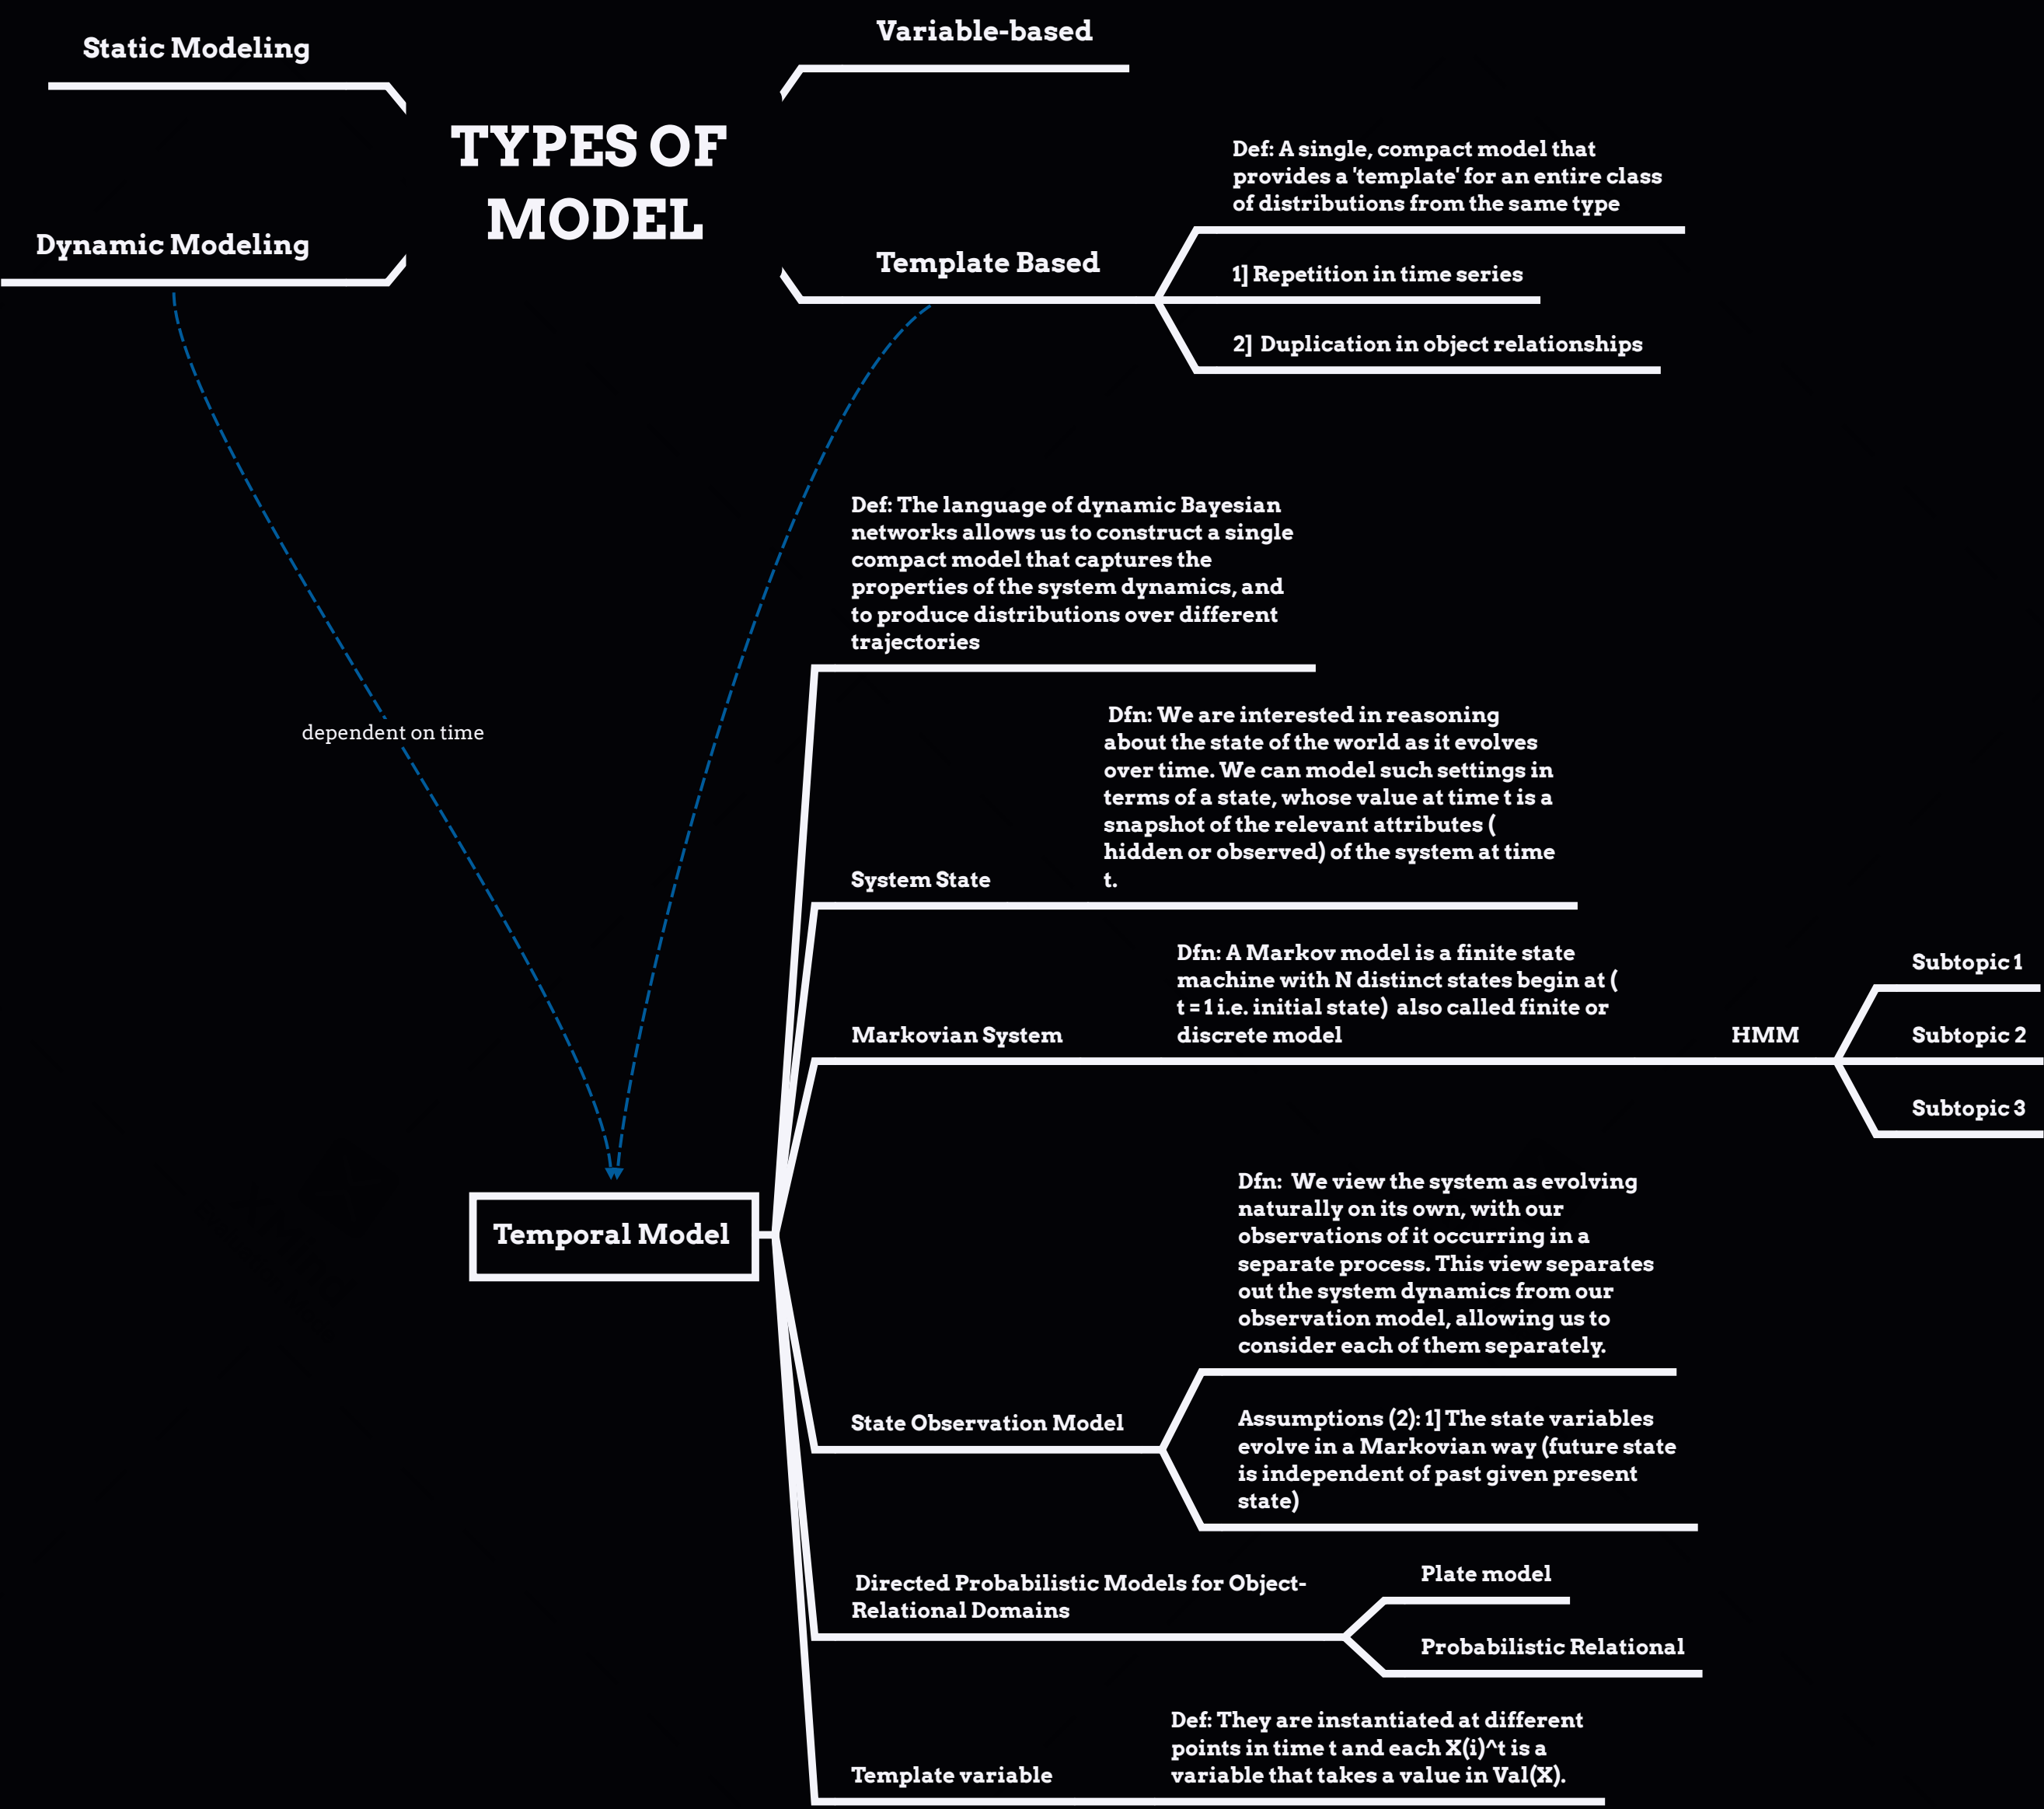 Static Modeling
Dynamic Modeling
TYPES OF
MODEL
Variable-based
Template Based
Def: A single, compact model that
provides a 'template' for an entire class
of distributions from the same type
1] Repetition in time series
2] Duplication in object relationships
dependent on time
Temporal Model
Def: The language of dynamic Bayesian
networks allows us to construct a single
compact model that captures the
properties of the system dynamics, and
to produce distributions over different
trajectories
System State
Dfn: We are interested in reasoning
about the state of the world as it evolves
over time. We can model such settings in
terms of a state, whose value at time t is a
snapshot of the relevant attributes (
hidden or observed) of the system at time
t.
Markovian System
Dfn: A Markov model is a finite state
machine with N distinct states begin at (
t = 1 i.e. initial state) also called finite or
discrete model
HMM
Subtopic 1
Subtopic 2
Subtopic 3
State Observation Model
Dfn: We view the system as evolving
naturally on its own, with our
observations of it occurring in a
separate process. This view separates
out the system dynamics from our
observation model, allowing us to
consider each of them separately.
Assumptions (2): 1] The state variables
evolve in a Markovian way (future state
is independent of past given present
state)
Directed Probabilistic Models for Object-
Relational Domains
Plate model
Probabilistic Relational
Template variable
Def: They are instantiated at different
points in time t and each X(i)^t is a
variable that takes a value in Val(X).